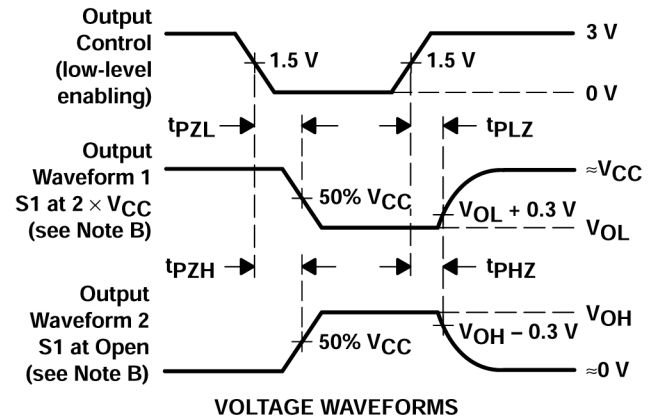 Output
Control
(low-level
enabling)
1.5 V
1.5 V
3 V
0 V
tPZL
tPLZ
Output
Waveform 1
S1 at 2 × VCC
(see Note B)
50% VCC
≈VCC
VOL + 0.3 V
VOL
tPZH
tPHZ
Output
Waveform 2
S1 at Open
(see Note B)
50% VCC
VOH
VOH – 0.3 V
≈0 V
VOLTAGE WAVEFORMS